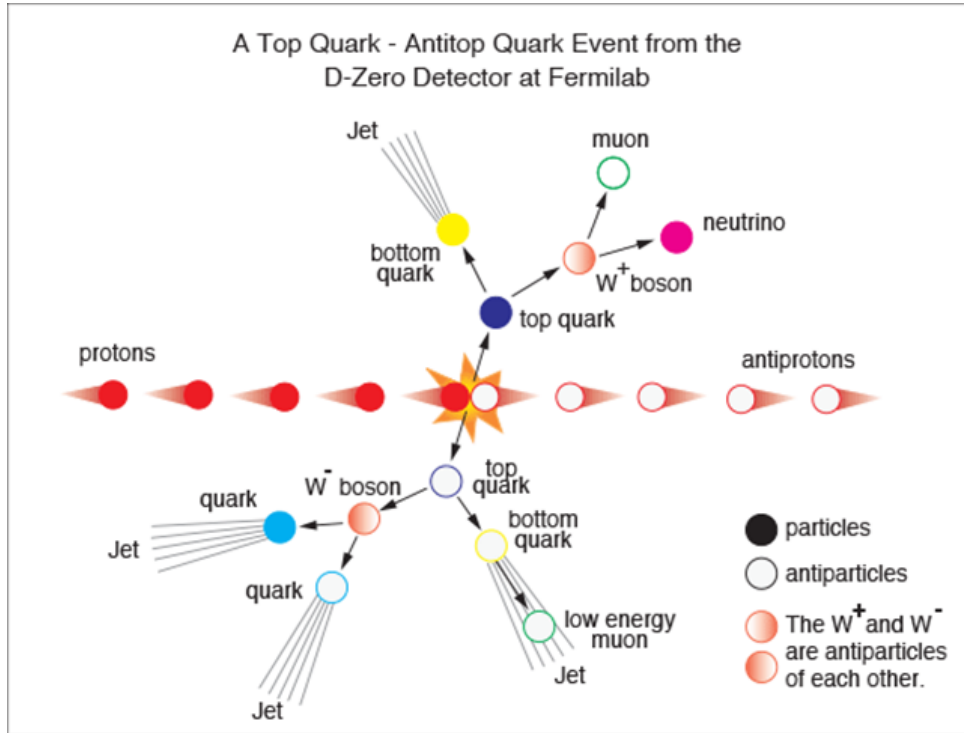 A Top Quark - Antitop Quark Event from the
D-Zero Detector at Fermilab
Jet
muon
neutrino
bottom
quark
W+ boson
top quark
protons
antiprotons
W- boson
top
quark
quark
bottom
quark
Jet
quark
low energy
muon
Jet
Jet
particles
antiparticles
The W+ and W-
are antiparticles
of each other.